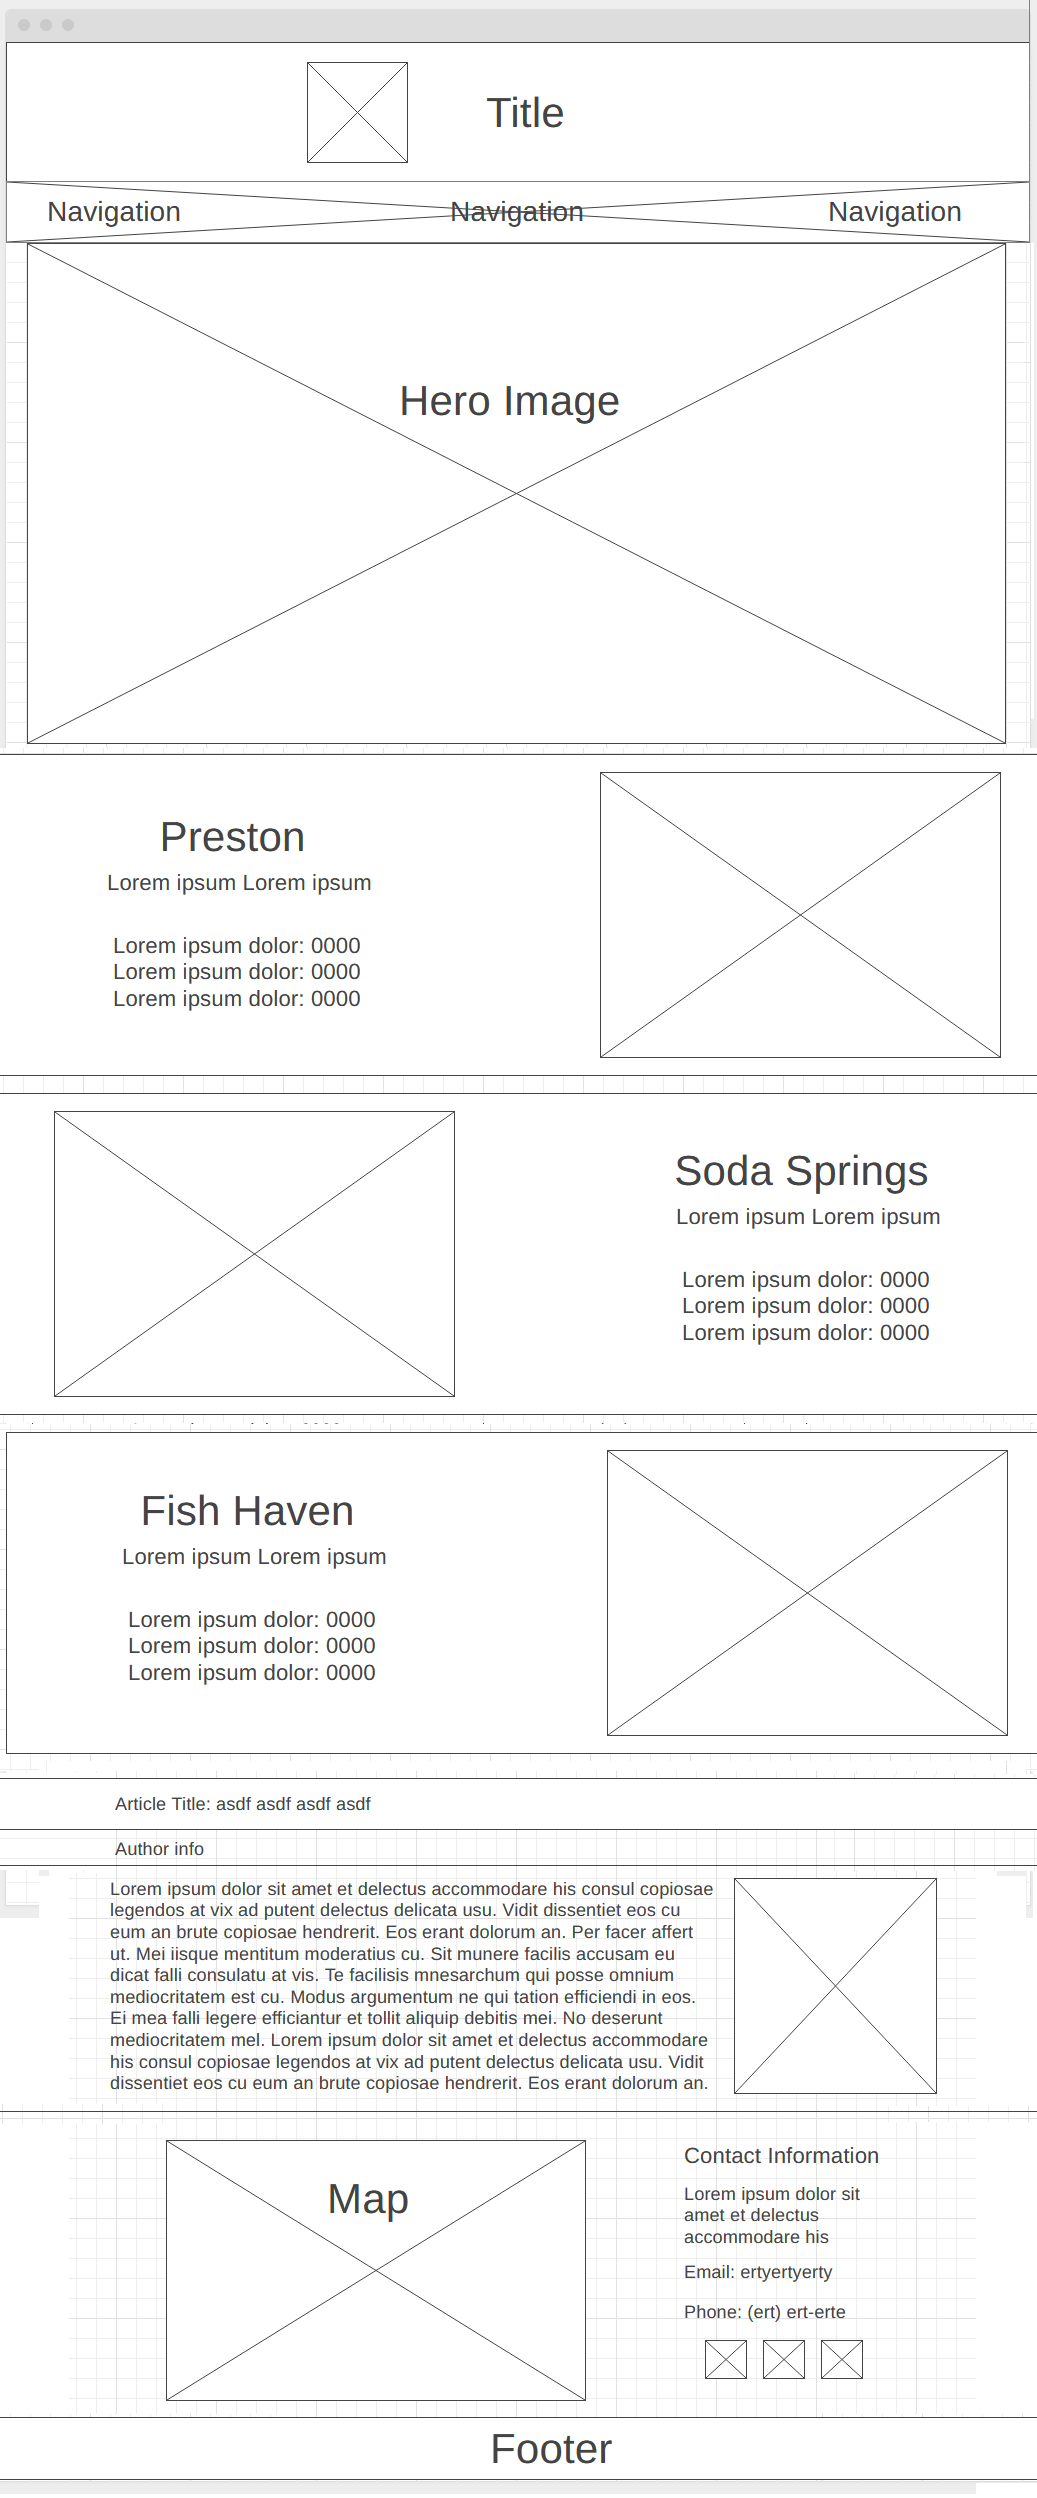 Title
Navigation Navigation Navigation
Hero Image
Preston
Lorem ipsum Lorem ipsum
Lorem ipsum dolor: 0000
Lorem ipsum dolor: 0000
Lorem ipsum dolor: 0000
Soda Springs
Lorem ipsum Lorem ipsum
Lorem ipsum dolor: 0000
Lorem ipsum dolor: 0000
Lorem ipsum dolor: 0000
Fish Haven
Lorem ipsum Lorem ipsum
Lorem ipsum dolor: 0000
Lorem ipsum dolor: 0000
Lorem ipsum dolor: 0000
Article Title: asdf asdf asdf asdf
Author info
Lorem ipsum dolor sit amet et delectus accommodare his consul copiosae
legendos at vix ad putent delectus delicata usu. Vidit dissentiet eos cu
eum an brute copiosae hendrerit. Eos erant dolorum an. Per facer affert
ut. Mei iisque mentitum moderatius cu. Sit munere facilis accusam eu
dicat falli consulatu at vis. Te facilisis mnesarchum qui posse omnium
mediocritatem est cu. Modus argumentum ne qui tation efficiendi in eos.
Ei mea falli legere efficiantur et tollit aliquip debitis mei. No deserunt
mediocritatem mel. Lorem ipsum dolor sit amet et delectus accommodare
his consul copiosae legendos at vix ad putent delectus delicata usu. Vidit
dissentiet eos cu eum an brute copiosae hendrerit. Eos erant dolorum an.
Map
Contact Information
Lorem ipsum dolor sit
amet et delectus
accommodare his
Email: ertyertyerty
Phone: (ert) ert-erte
Footer